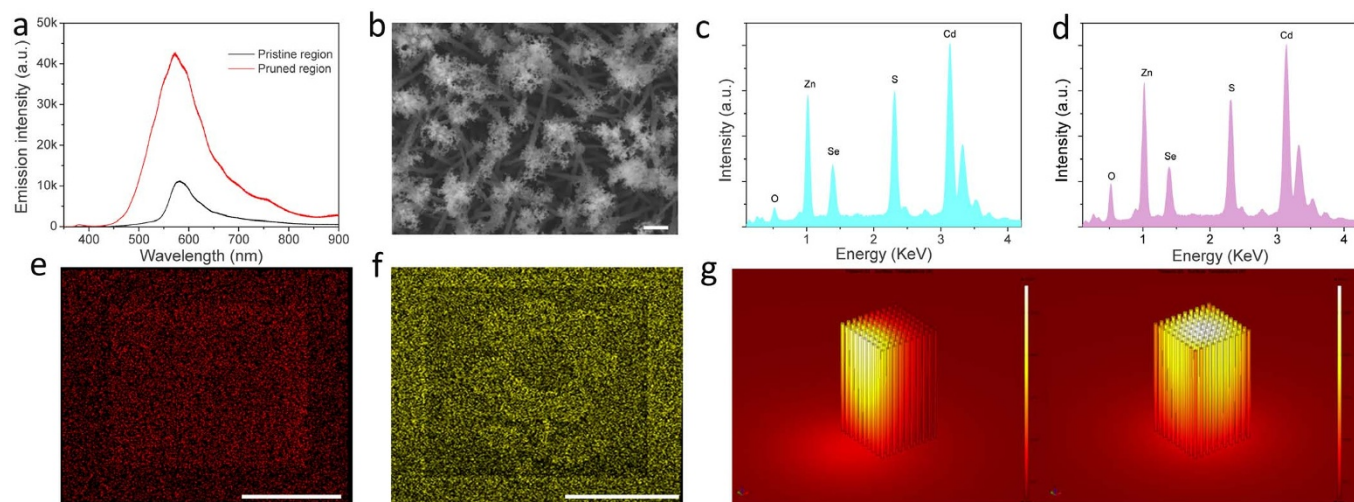 a
50k
40k
30k
20k
10k
0
Emission intensity (a.u.)
Pristine region
Pruned region
400 500 600 700 800 900
Wavelength (nm)
b
c
Intensity (a.u.)
O
Zn
Se
S
Cd
1 2 3 4
Energy (KeV)
d
Intensity (a.u.)
O
Zn
Se
S
Cd
1 2 3 4
Energy (KeV)
e
f
g